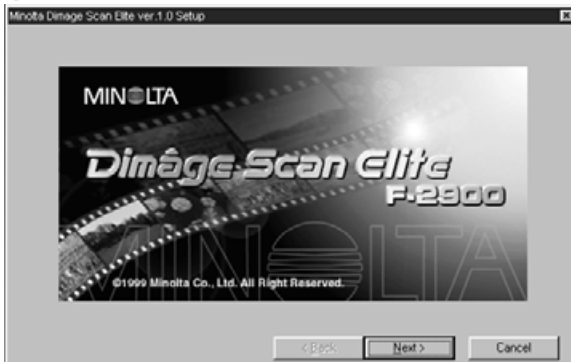 Minolta Dimage Scan Elite ver.1.0 Setup
MINOLTA
Dimâge Scan Elite
F-2900
MINOLTA
©1999 Minolta Co., Ltd. All Right Reserved.
< Back
Next >
Cancel